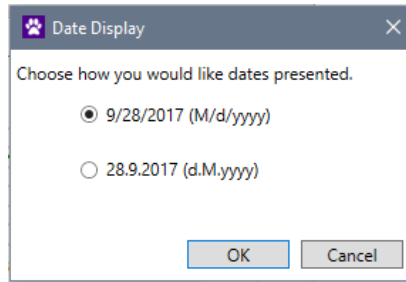 Date Display
Choose how you would like dates presented.
9/28/2017 (M/d/yyyy)
28.9.2017 (d.M.yyyy)
OK Cancel